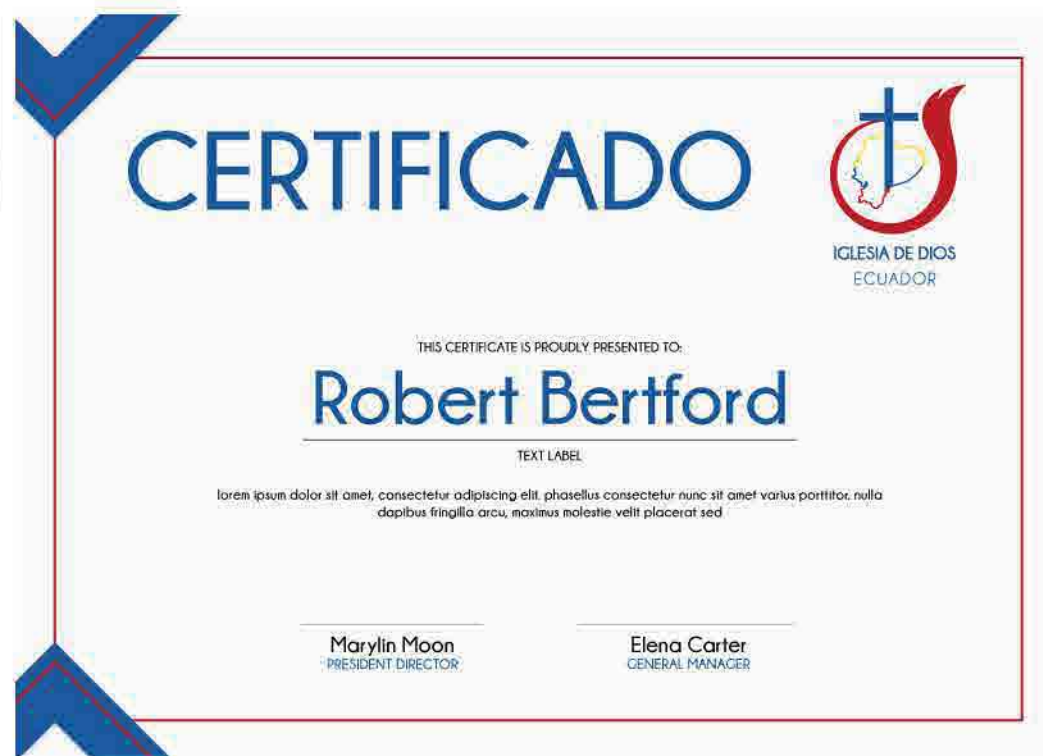 CERTIFICADO
IGLESIA DE DIOS
ECUADOR
THIS CERTIFICATE IS PROUDLY PRESENTED TO:
Robert Bertford
TEXT LABEL
lorem ipsum dolor sit amet, consectetur adipiscing elit. phasellus consectetur nunc sit amet varius porttitor, nulla
dapibus fringilla arcu, maximus molestie velit placerat sed
Marylin Moon
PRESIDENT DIRECTOR
Elena Carter
GENERAL MANAGER